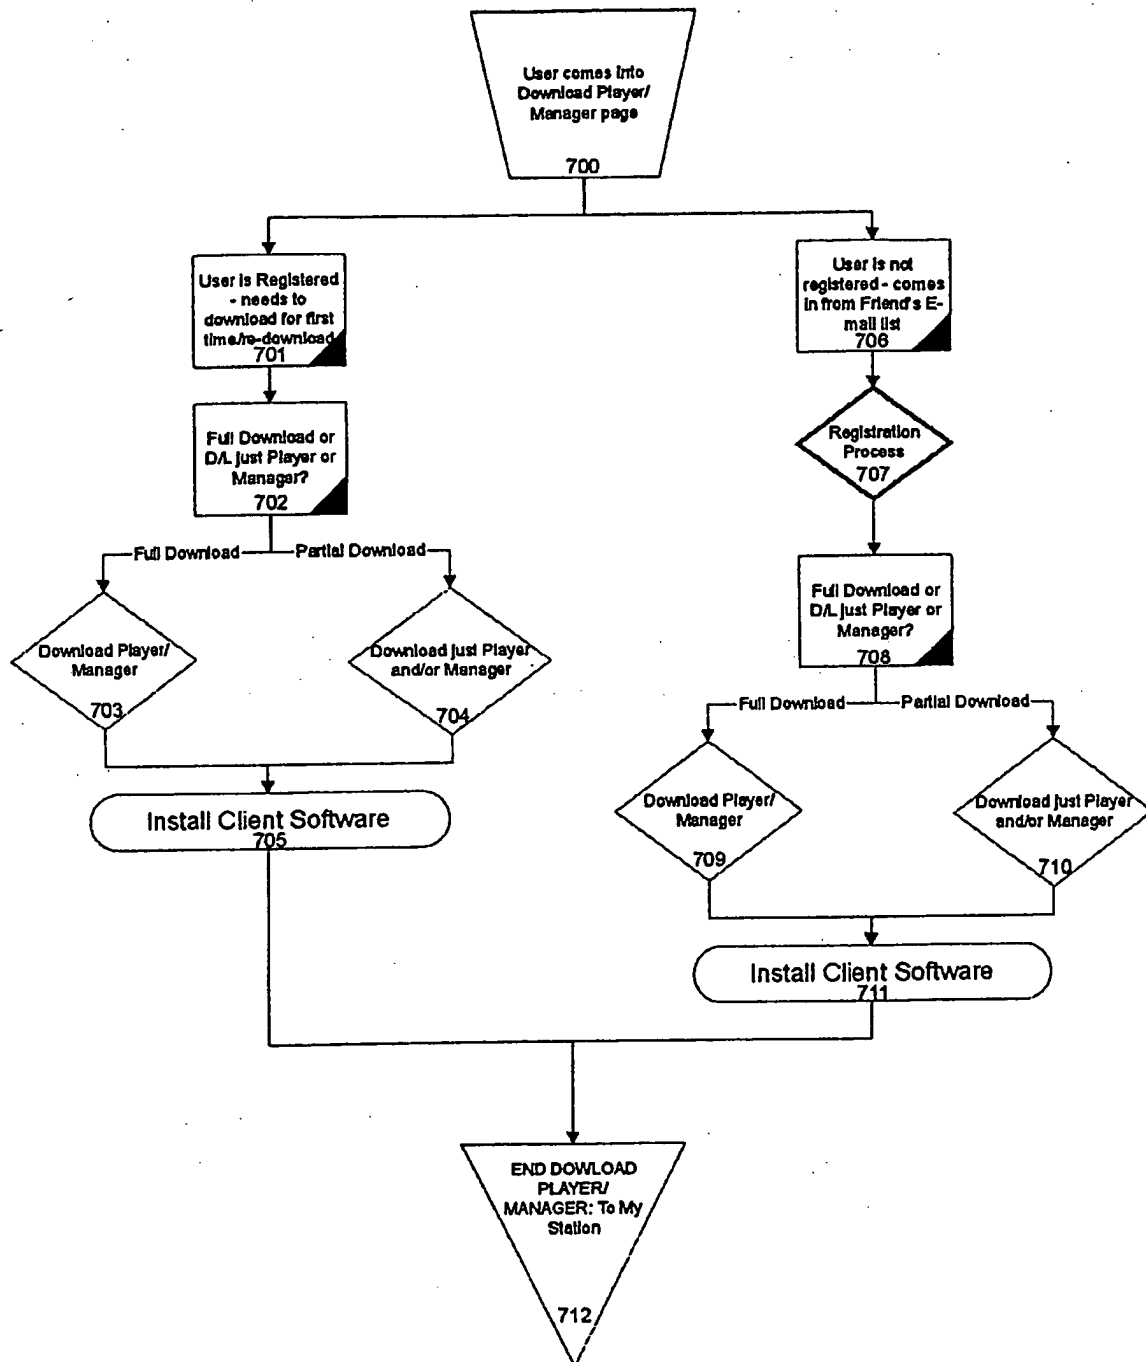 User comes into
Download Player/
Manager page
700
User is Registered
- needs to
download for first
time/re-download
701
User is not
registered - comes
in from Friend's E-
mail list
706
Full Download or
D/L just Player or
Manager?
702
Registration
Process
707
Full Download
Partial Download
Download Player/
Manager
703
Download just Player
and/or Manager
704
Full Download or
D/L just Player or
Manager?
708
Full Download
Partial Download
Install Client Software
705
Download Player/
Manager
709
Download just Player
and/or Manager
710
Install Client Software
711
END DOWLOAD
PLAYER/
MANAGER: To My
Station
712